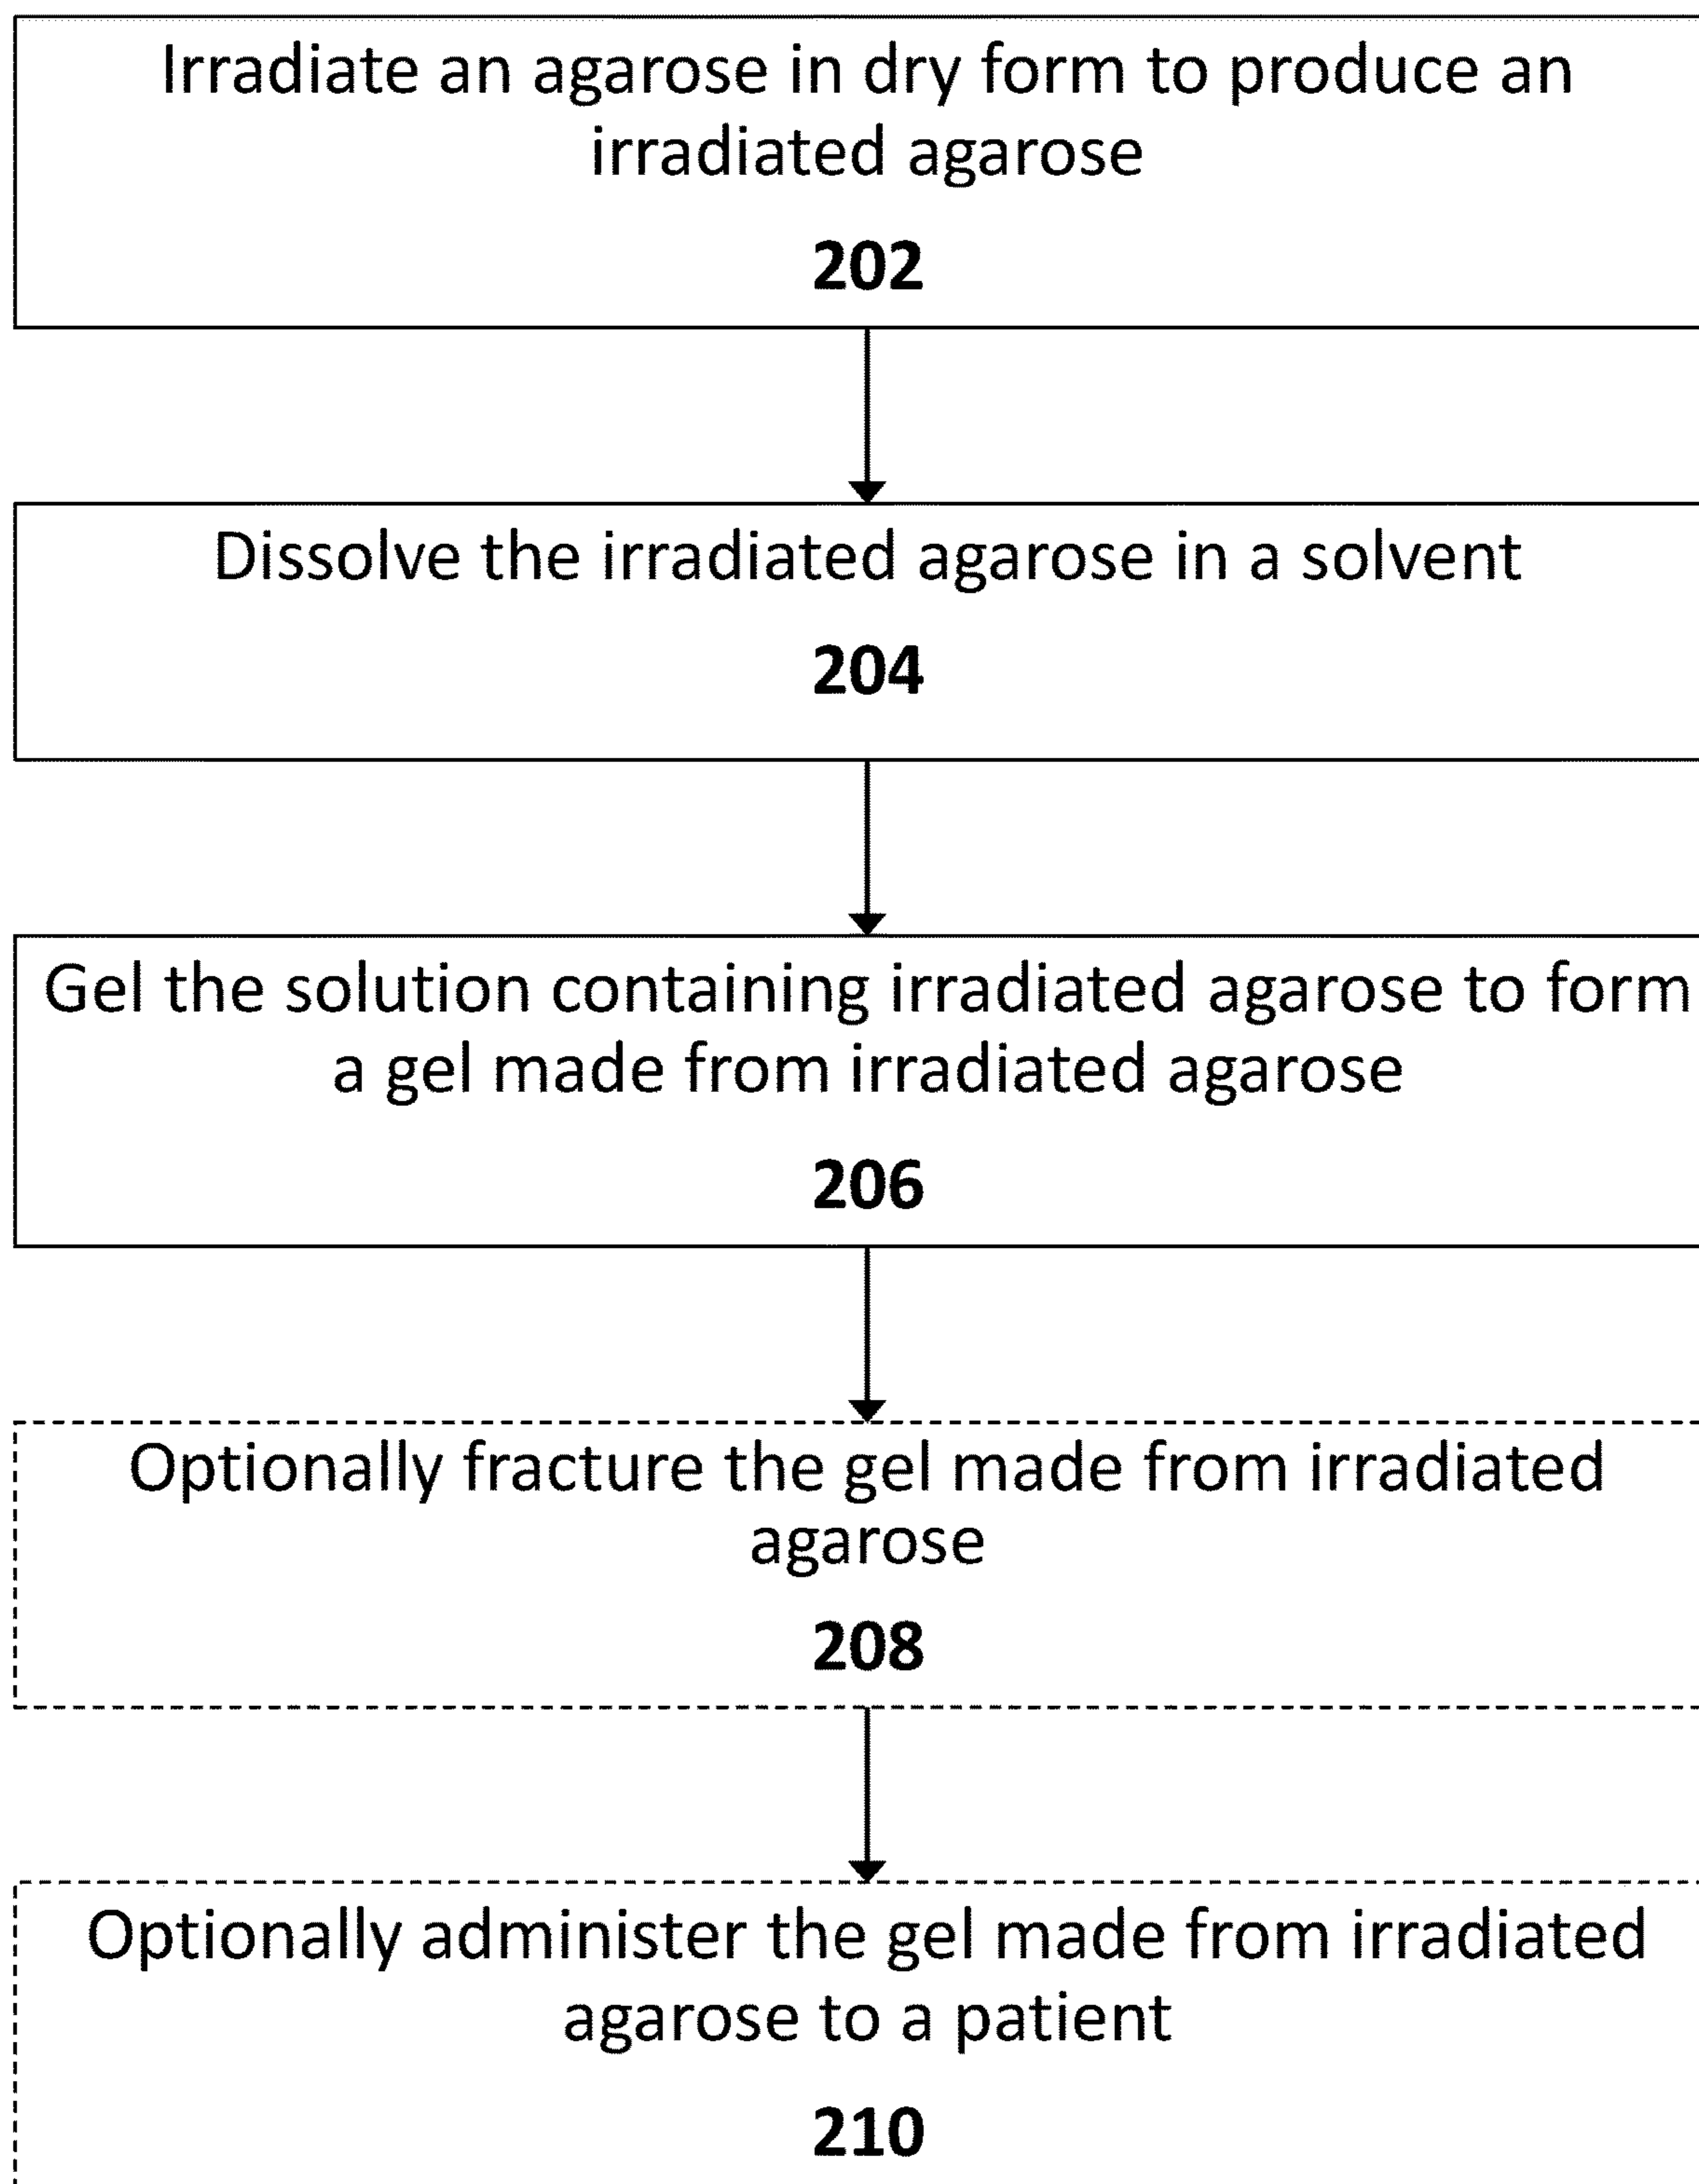 Irradiate an agarose in dry form to produce an
irradiated agarose
202
Dissolve the irradiated agarose in a solvent
204
Gel the solution containing irradiated agarose to form
a gel made from irradiated agarose
206
Optionally fracture the gel made from irradiated
agarose
208
Optionally administer the gel made from irradiated
agarose to a patient
210